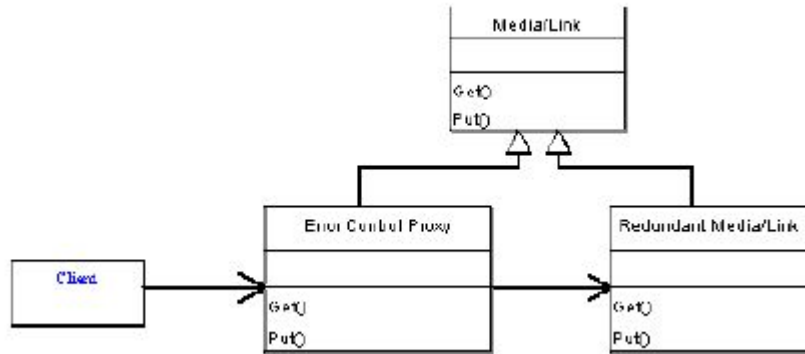 Media/Link
Get()
Put()
Error Control Proxy
Redundant Media/Link
Client
Get()
Put()
Get()
Put()